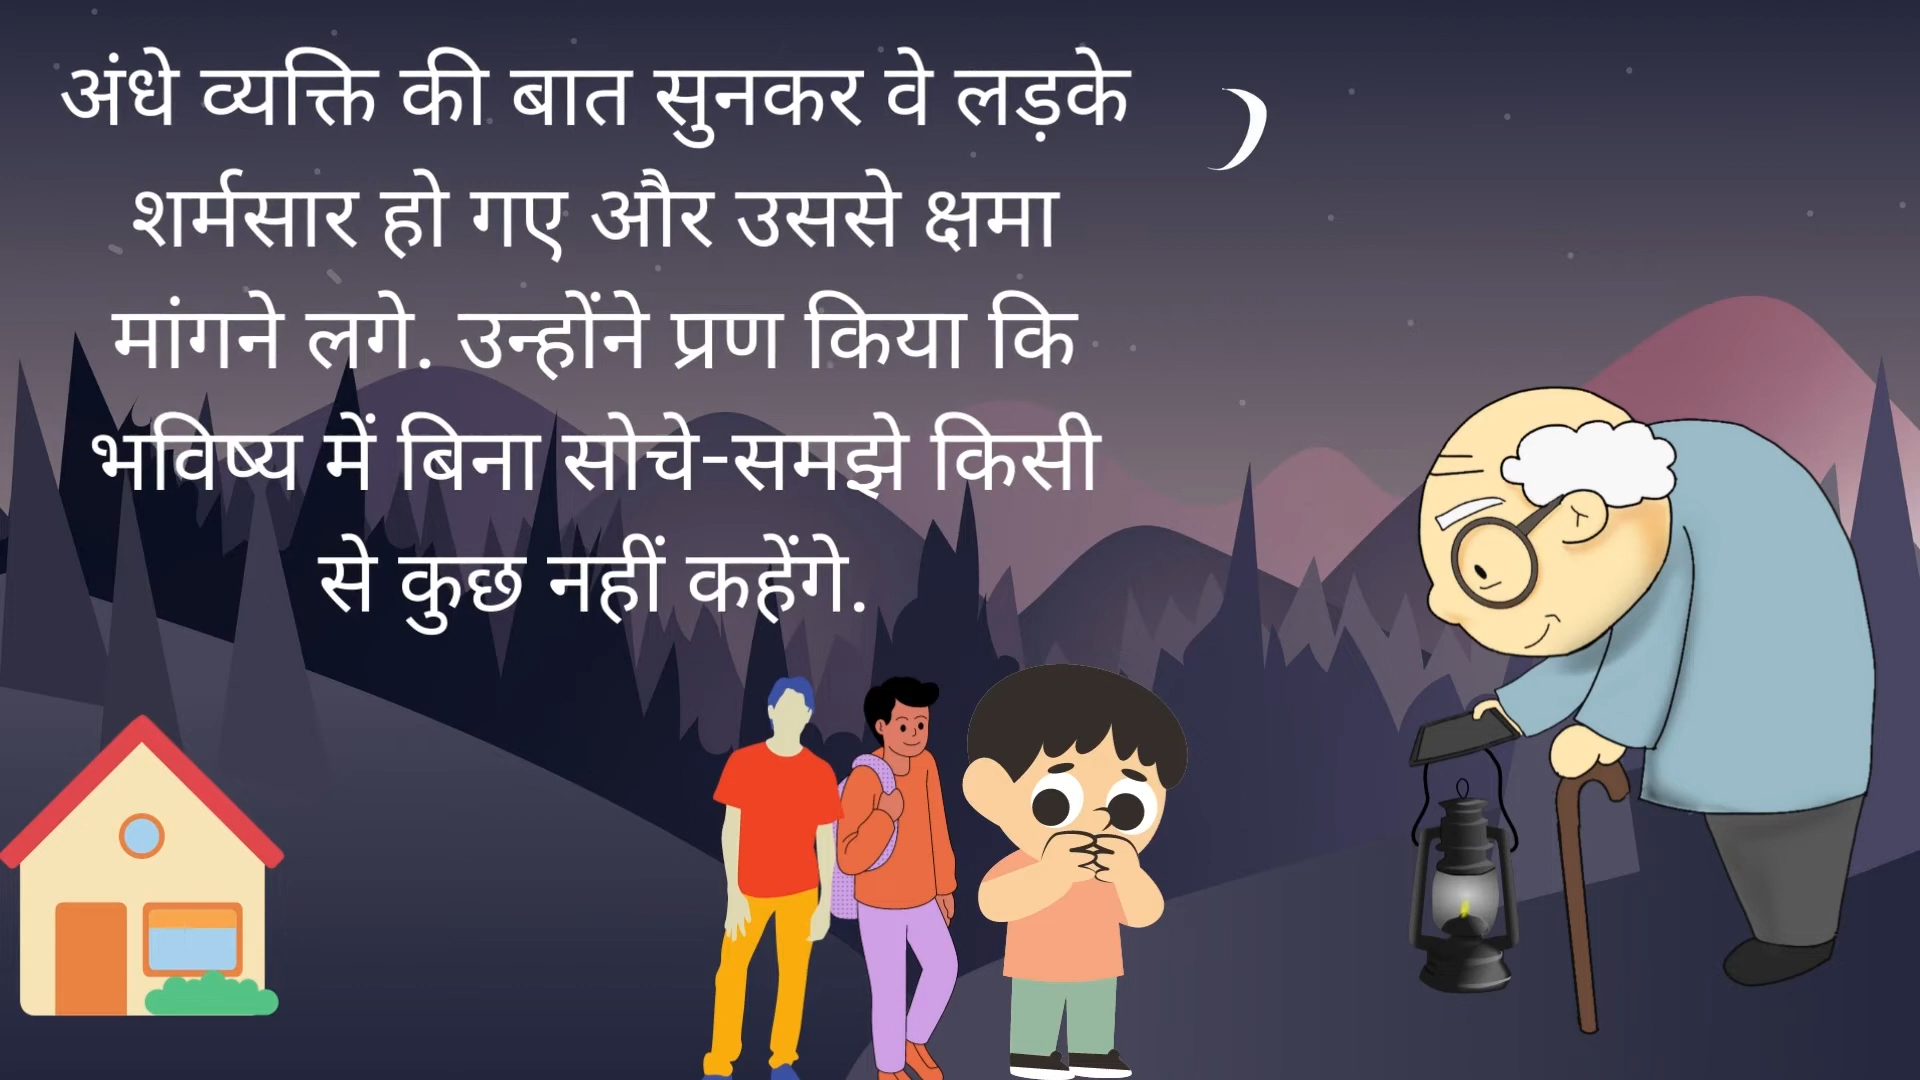 अंधे व्यक्ति की बात सुनकर वे लड़के
शर्मसार हो गए और उससे क्षमा
मांगने लगे. उन्होंने प्रण किया कि
भविष्य में बिना सोचे-समझे किसी
से कुछ नहीं कहेंगे.